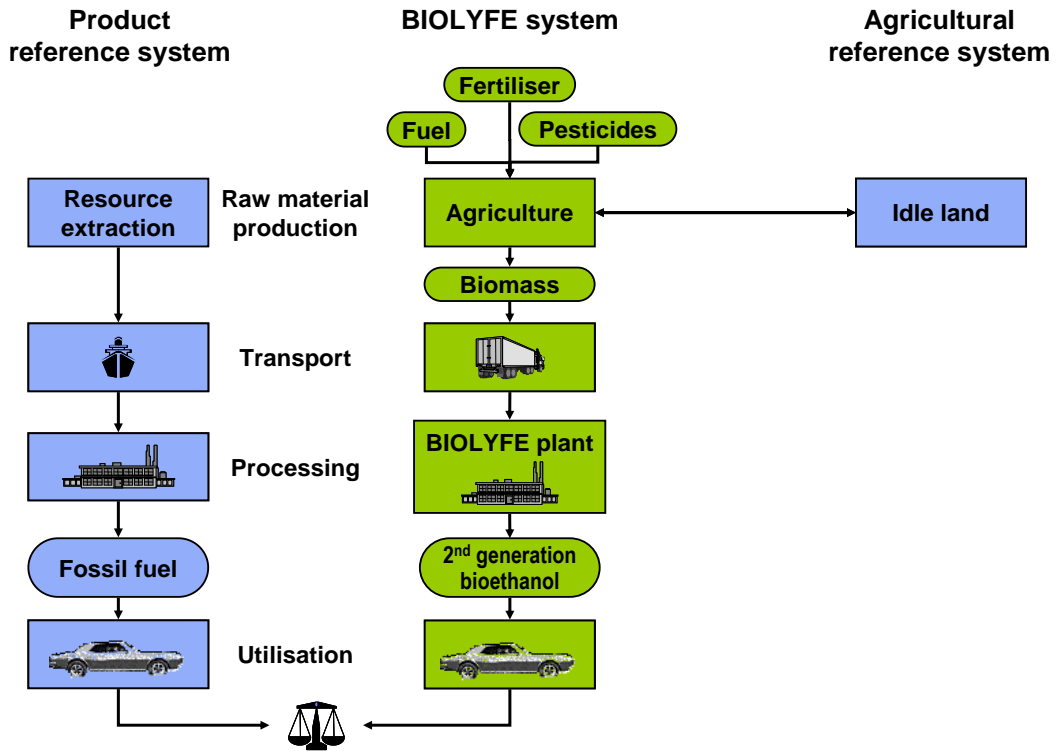 Product
reference system
BIOLYFE system
Agricultural
reference system
Fertiliser
Fuel
Pesticides
Resource
extraction
Raw material
production
Agriculture
Idle land
Biomass
Transport
BIOLYFE plant
Processing
Fossil fuel
2nd generation
bioethanol
Utilisation